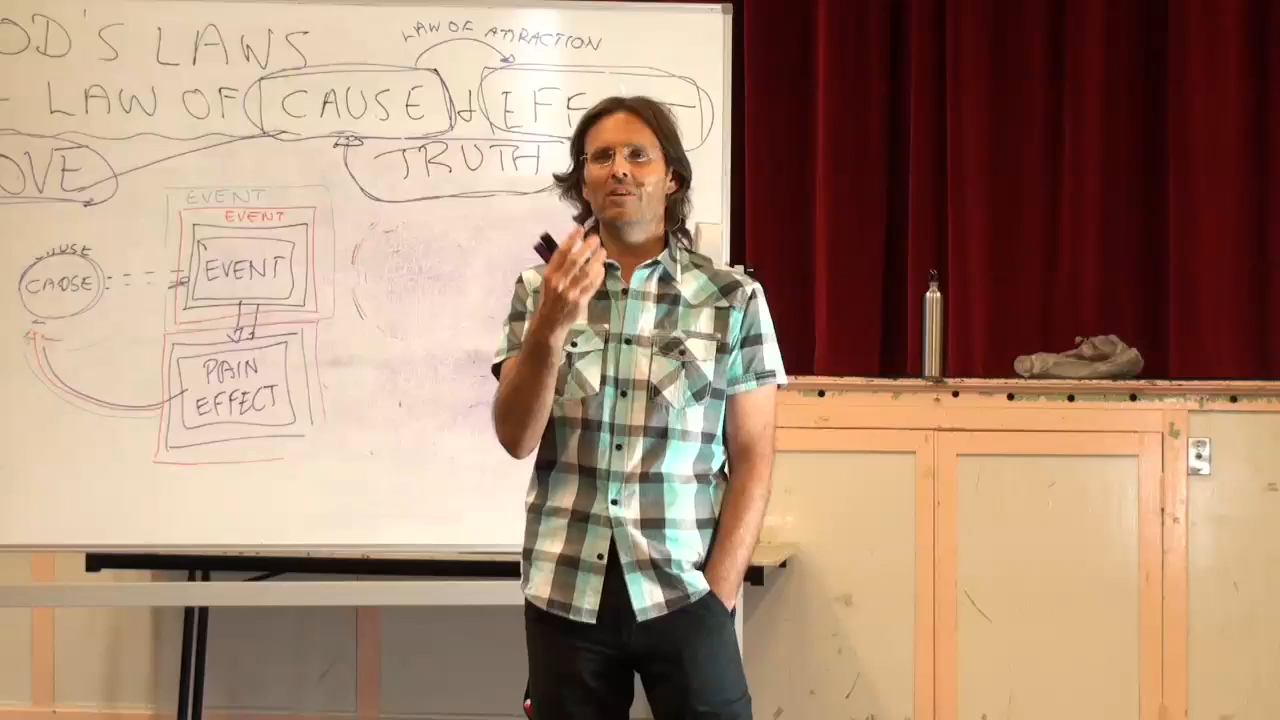 OD'S LAWS
LAW OF ATTRACTION
- LAW OF CAUSE & EFF T
OVE
TRUTH
EVENT
EVENT
EVENT
CAUSE
PAIN
EFFECT